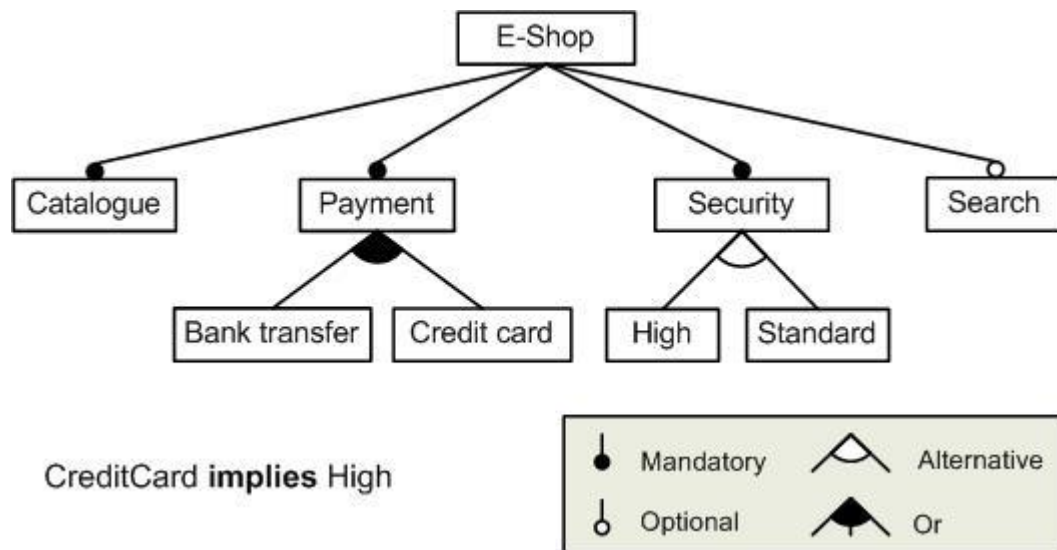 E-Shop
Catalogue
Payment
Security
Search
Bank transfer
Credit card
High
Standard
CreditCard implies High
Mandatory
Alternative
Optional
Or